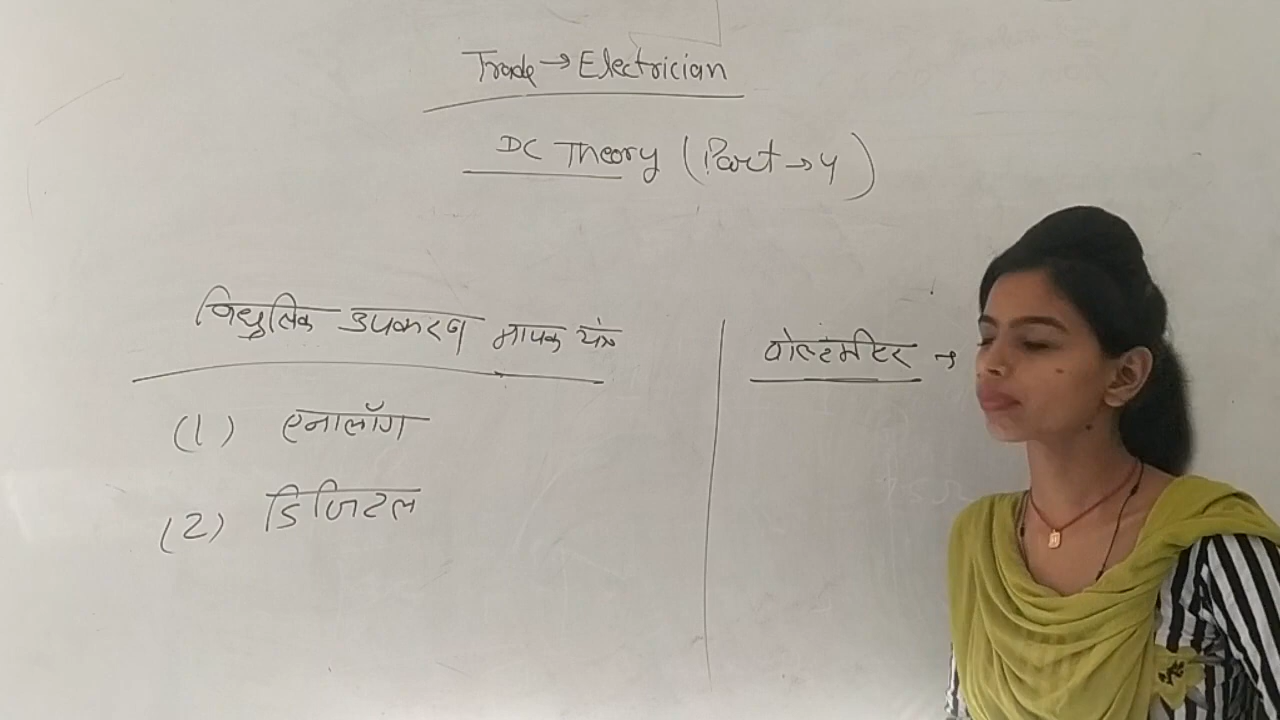 Trade → Electrician
DC Theory (Part → 4)
विधुतिक उपकरण मापक यंत्र
(1) एनालॉग
(2) डिजिटल
वोल्टमीटर →